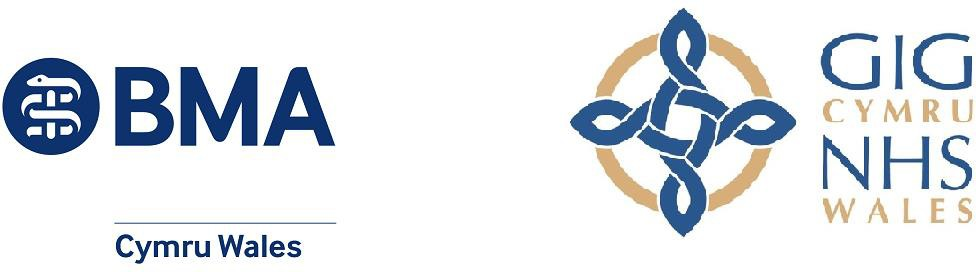 BMA
Cymru Wales
GIG
CYMRU
NHS
WALES